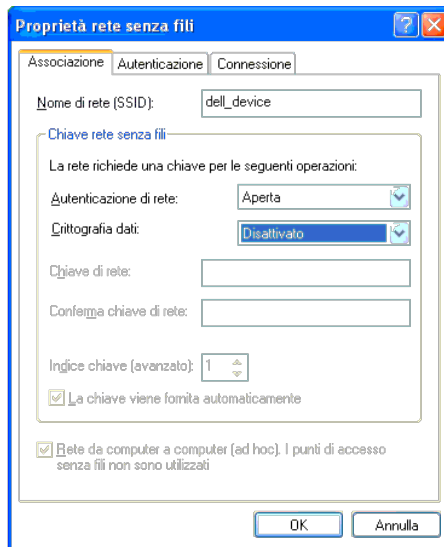 Proprietà rete senza fili
Associazione Autenticazione Connessione
Nome di rete (SSID): dell_device
Chiave rete senza fili
La rete richiede una chiave per le seguenti operazioni:
Autenticazione di rete: Aperta
Crittografia dati: Disattivato
Chiave di rete:
Conferma chiave di rete:
Indice chiave (avanzato): 1
La chiave viene fornita automaticamente
Rete da computer a computer (ad hoc). I punti di accesso
senza fili non sono utilizzati
OK Annulla